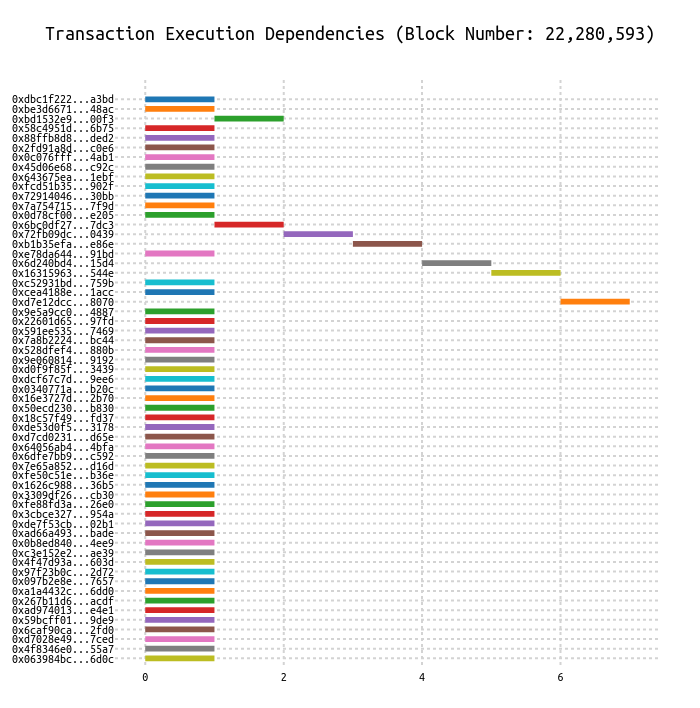 Transaction Execution Dependencies (Block Number: 22,280,593)
0xdbc1f222...a3bd
0xbe3d6671...48ac
0xbd1532e9...00f3
0x58c4951d...6b75
0x88ffb8d8...ded2
0x2fd91a8d...c0e6
0x0c076fff...4ab1
0x45d06e68...c92c
0x643675ea...1ebf
0xfcd51b35...902f
0x72914046...30bb
0x7a754715...7f9d
0x0d78cf00...e205
0x6bc0df27...7dc3
0x72fb09dc...0439
0xb1b35efa...e86e
0xe78da644...91bd
0x6d240bd4...15d4
0x16315963...544e
0xc52931bd...759b
0xcea4188e...1acc
0xd7e12dcc...8070
0x9e5a9cc0...4887
0x22601d65...97fd
0x591ee535...7469
0x7a8b2224...bc44
0x528dfef4...880b
0x9e060814...9192
0xd0f9f85f...3439
0xdcf67c7d...9ee6
0x0340771a...b20c
0x16e3727d...2b70
0x50ecd230...b830
0x18c57f49...fd37
0xde53d0f5...3178
0xd7cd0231...d65e
0x64056ab4...4bfa
0x6dfe7bb9...c592
0x7e65a852...d16d
0xfe50c51e...b36e
0x1626c988...36b5
0x3309df26...cb30
0xfe88fd3a...26e0
0x3cbce327...954a
0xde7f53cb...02b1
0xad66a493...bade
0x0b8ed840...4ee9
0xc3e152e2...ae39
0x4f47d93a...603d
0x97f23b0c...2d72
0x097b2e8e...7657
0xa1a4432c...6dd0
0x267b11d6...acdf
0xad974013...e4e1
0x59bcff01...9de9
0x6caf90ca...2fd0
0xd7028e49...7ced
0x4f8346e0...55a7
0x063984bc...6d0c
0 2 4 6